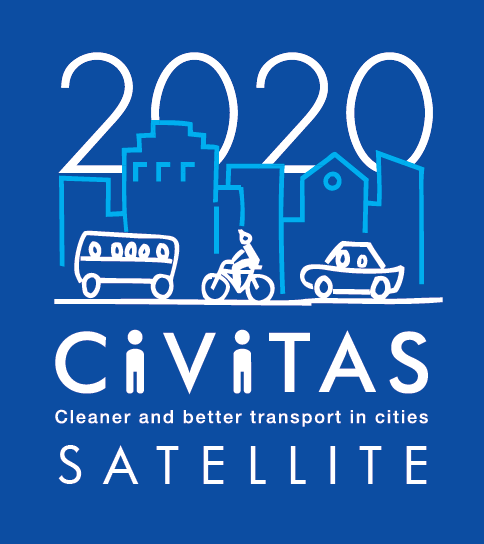 2020
CiViTAS
Cleaner and better transport in cities
SATELLITE